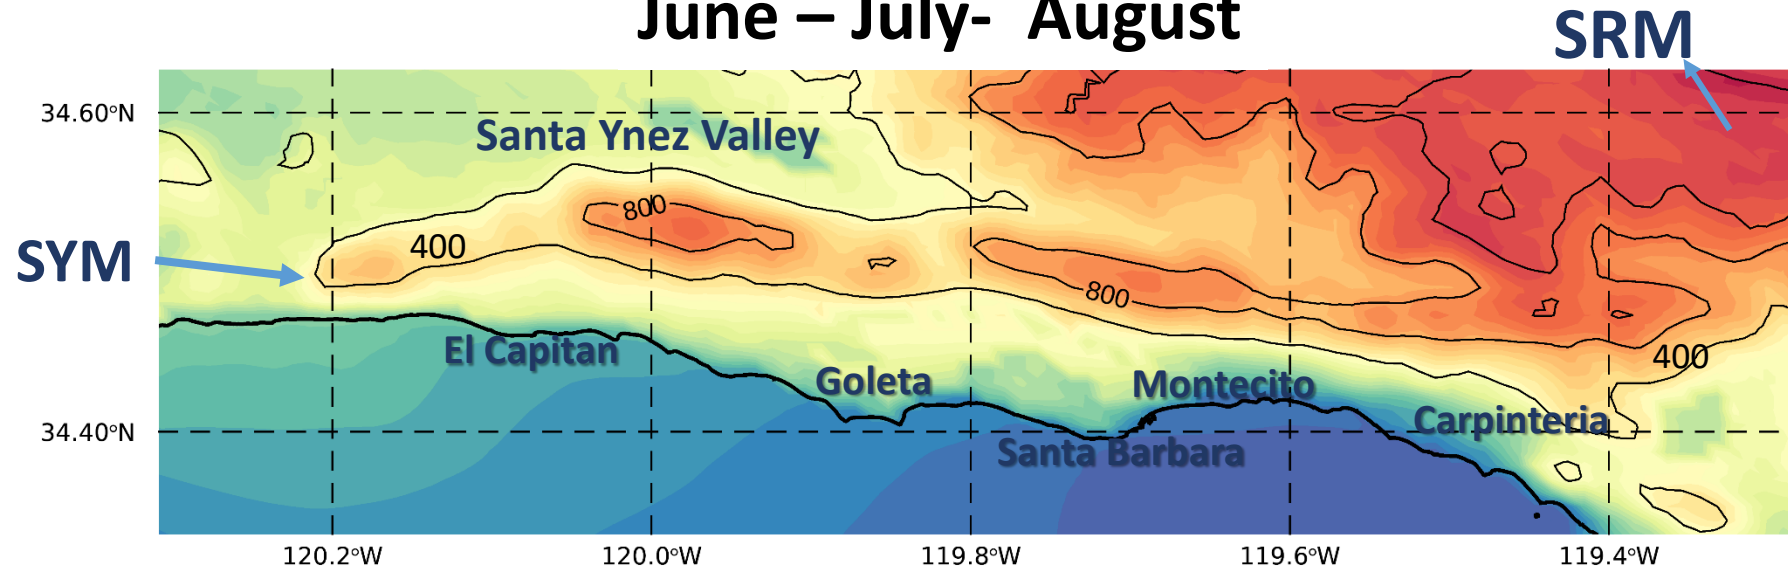 June – July- August
SRM
34.60°N
Santa Ynez Valley
800
400
SYM
800
El Capitan
400
Goleta
Montecito
Carpinteria
34.40°N
Santa Barbara
120.2°W
120.0°W
119.8°W
119.6°W
119.4°W